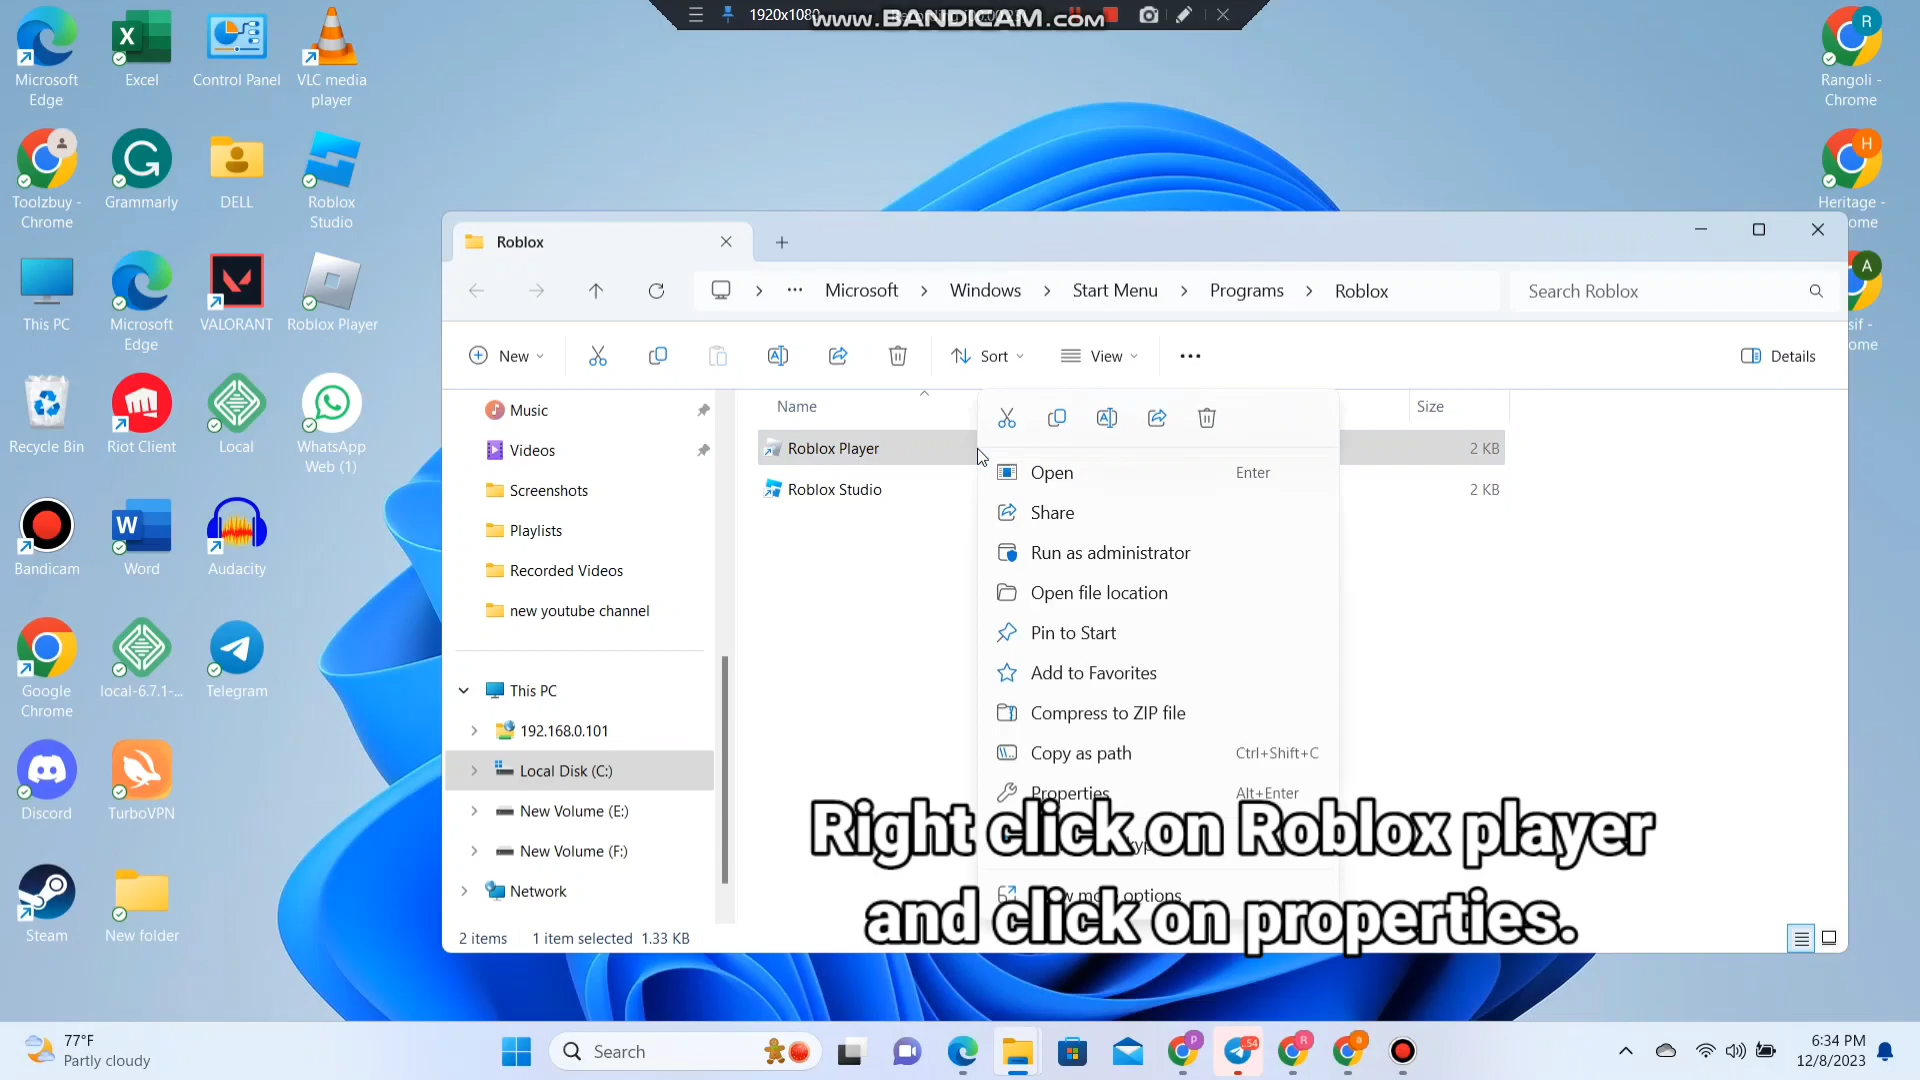 1920x1080
www.BANDICAM.com
Microsoft
Edge
Excel
Control Panel
VLC media
player
Rangoli -
Chrome
Toolzbuy -
Chrome
Grammarly
DELL
Roblox
Studio
Heritage -
ome
This PC
Microsoft
Edge
VALORANT
Roblox Player
sif -
ome
Recycle Bin
Riot Client
Local
WhatsApp
Web (1)
Bandicam
Word
Audacity
Google
Chrome
local-6.7.1-...
Telegram
Discord
TurboVPN
Steam
New folder
R
H
A
Roblox
Microsoft
Windows
Start Menu
Programs
Roblox
Search Roblox
New
Sort
View
Details
Music
Videos
Screenshots
Playlists
Recorded Videos
new youtube channel
This PC
192.168.0.101
Local Disk (C:)
New Volume (E:)
New Volume (F:)
Network
Name
Size
Roblox Player
2 KB
Roblox Studio
2 KB
Open Enter
Share
Run as administrator
Open file location
Pin to Start
Add to Favorites
Compress to ZIP file
Copy as path Ctrl+Shift+C
Properties Alt+Enter
Right click on Roblox player
and click on properties.
options
2 items 1 item selected 1.33 KB
77°F
Partly cloudy
Search
P
54
R
a
6:34 PM
12/8/2023